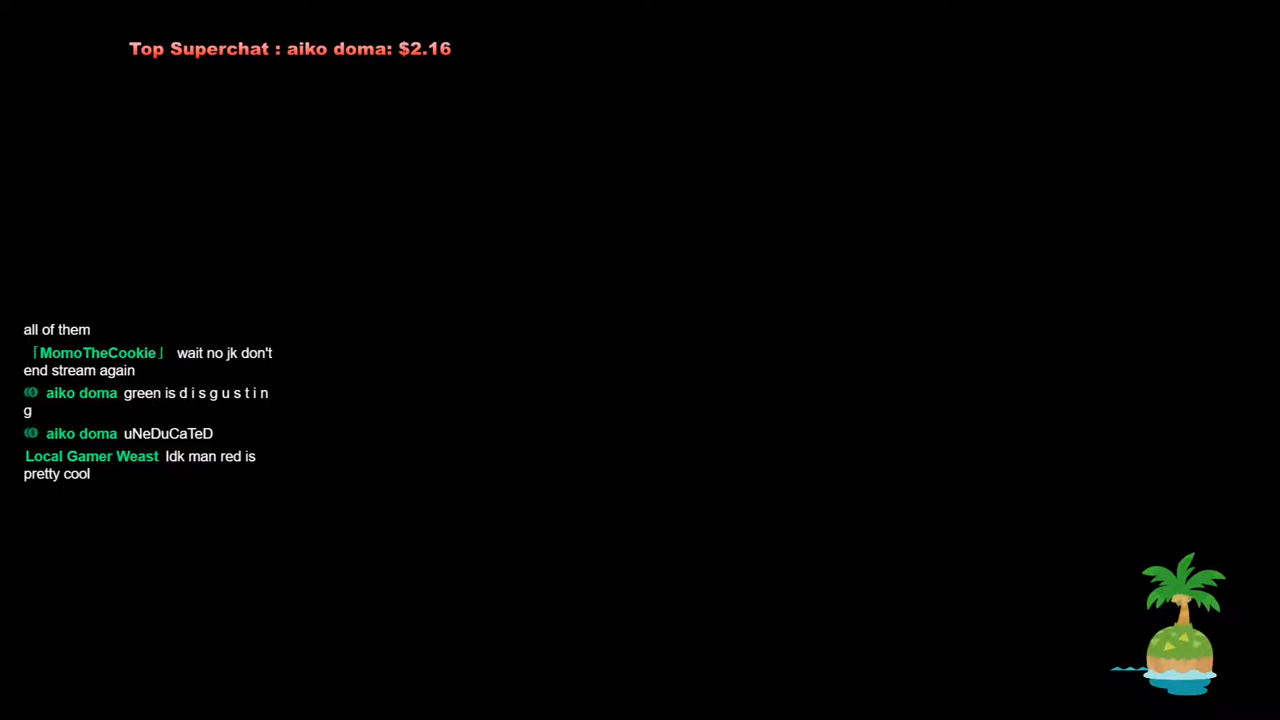 Top Superchat : aiko doma: $2.16
all of them
「MomoTheCookie」 wait no jk don't
end stream again
aiko doma green is d i s g u s t i n
g
aiko doma uNeDuCaTeD
Local Gamer Weast Idk man red is
pretty cool